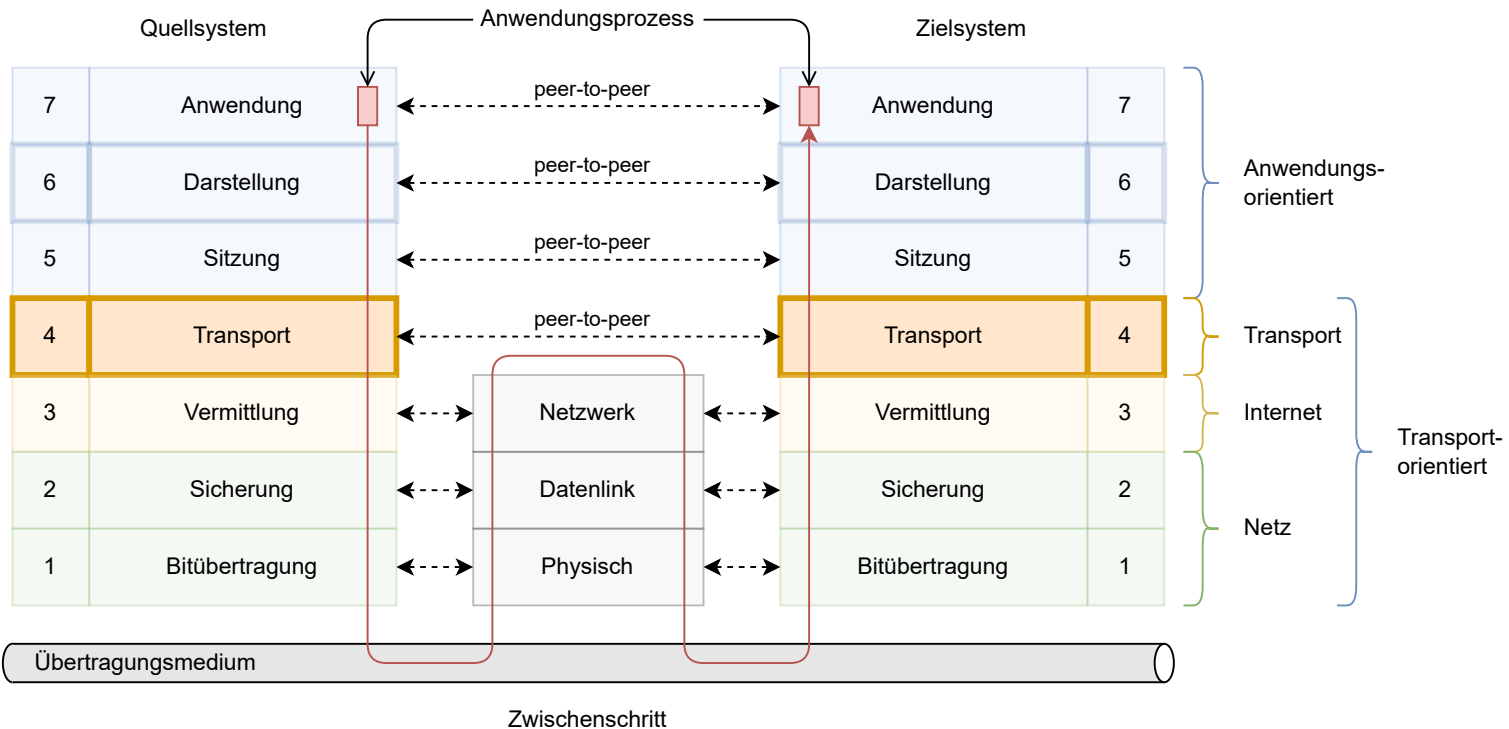 Anwendungsprozess
Quellsystem
Zielsystem
7
Anwendung
peer-to-peer
Anwendung
7
6
Darstellung
peer-to-peer
Darstellung
6
Anwendungs-
orientiert
5
Sitzung
peer-to-peer
Sitzung
5
4
Transport
peer-to-peer
Transport
4
Transport
3
Vermittlung
Netzwerk
Vermittlung
3
Internet
Transport-
orientiert
2
Sicherung
Datenlink
Sicherung
2
Netz
1
Bitübertragung
Physisch
Bitübertragung
1
Übertragungsmedium
Zwischenschritt